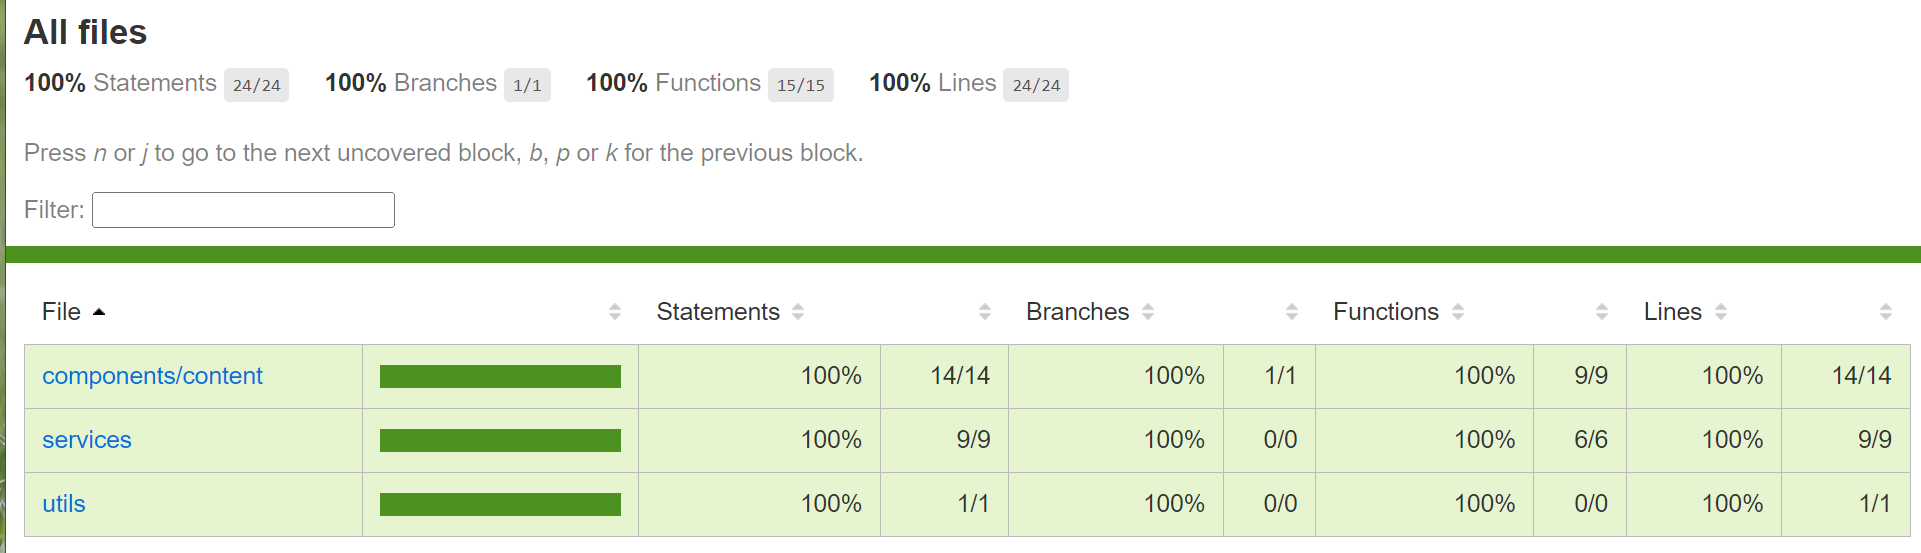 All files
100% Statements 24/24 100% Branches 1/1 100% Functions 15/15 100% Lines 24/24
Press n or j to go to the next uncovered block, b, p or k for the previous block.
Filter:
File Statements Branches Functions Lines
components/content 100% 14/14 100% 1/1 100% 9/9 100% 14/14
services 100% 9/9 100% 0/0 100% 6/6 100% 9/9
utils 100% 1/1 100% 0/0 100% 0/0 100% 1/1